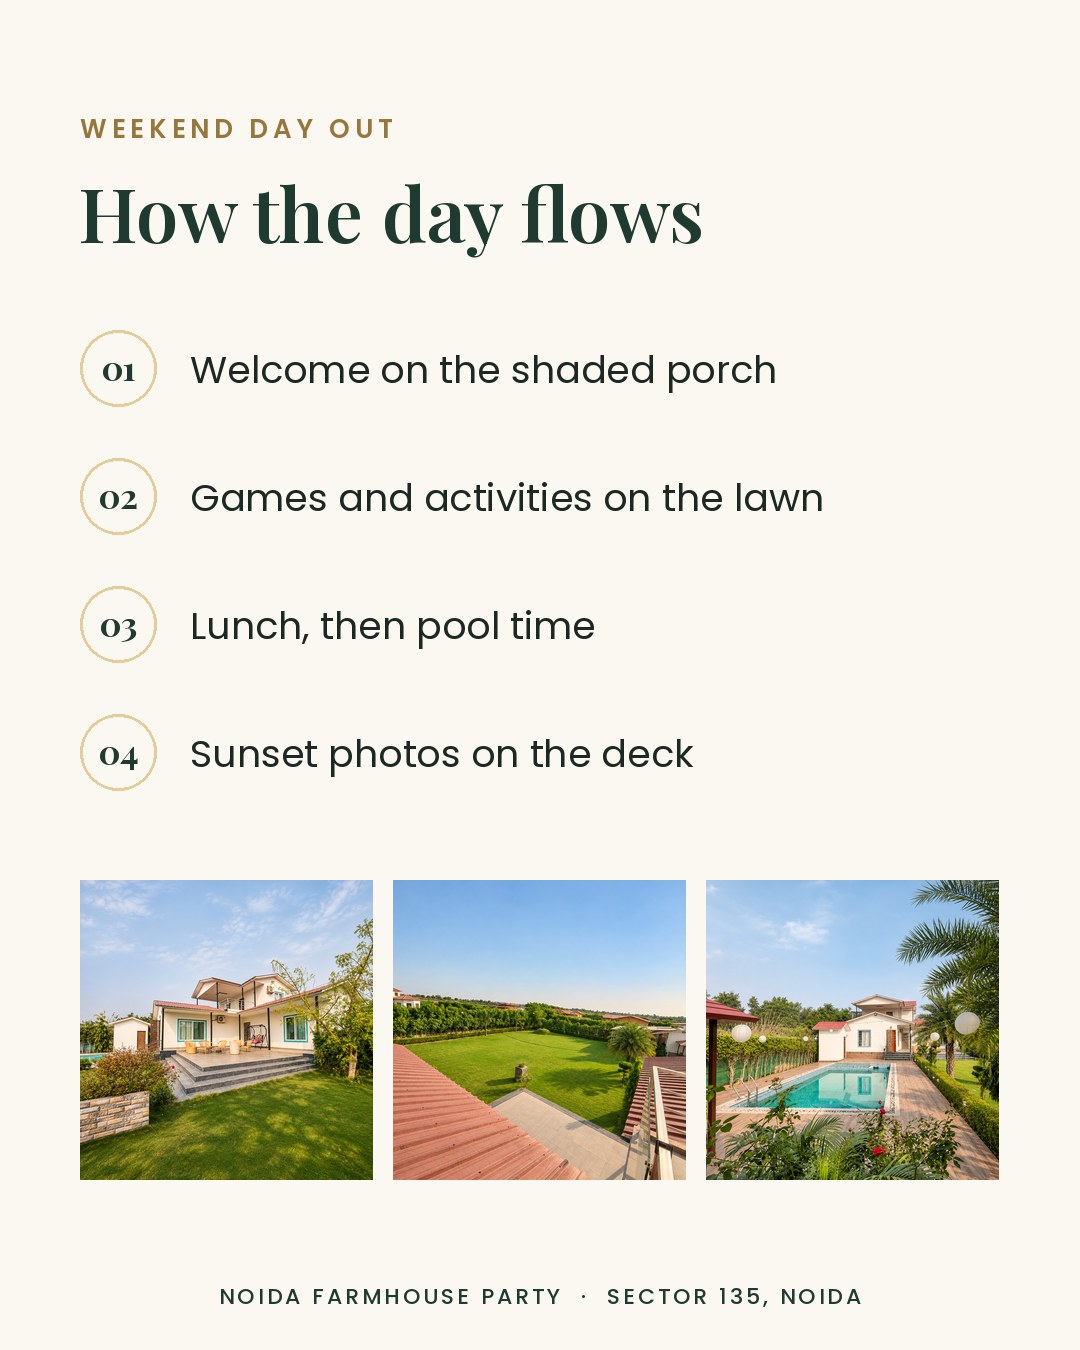 WEEKEND DAY OUT
How the day flows
01 Welcome on the shaded porch
02 Games and activities on the lawn
03 Lunch, then pool time
04 Sunset photos on the deck
NOIDA FARMHOUSE PARTY · SECTOR 135, NOIDA